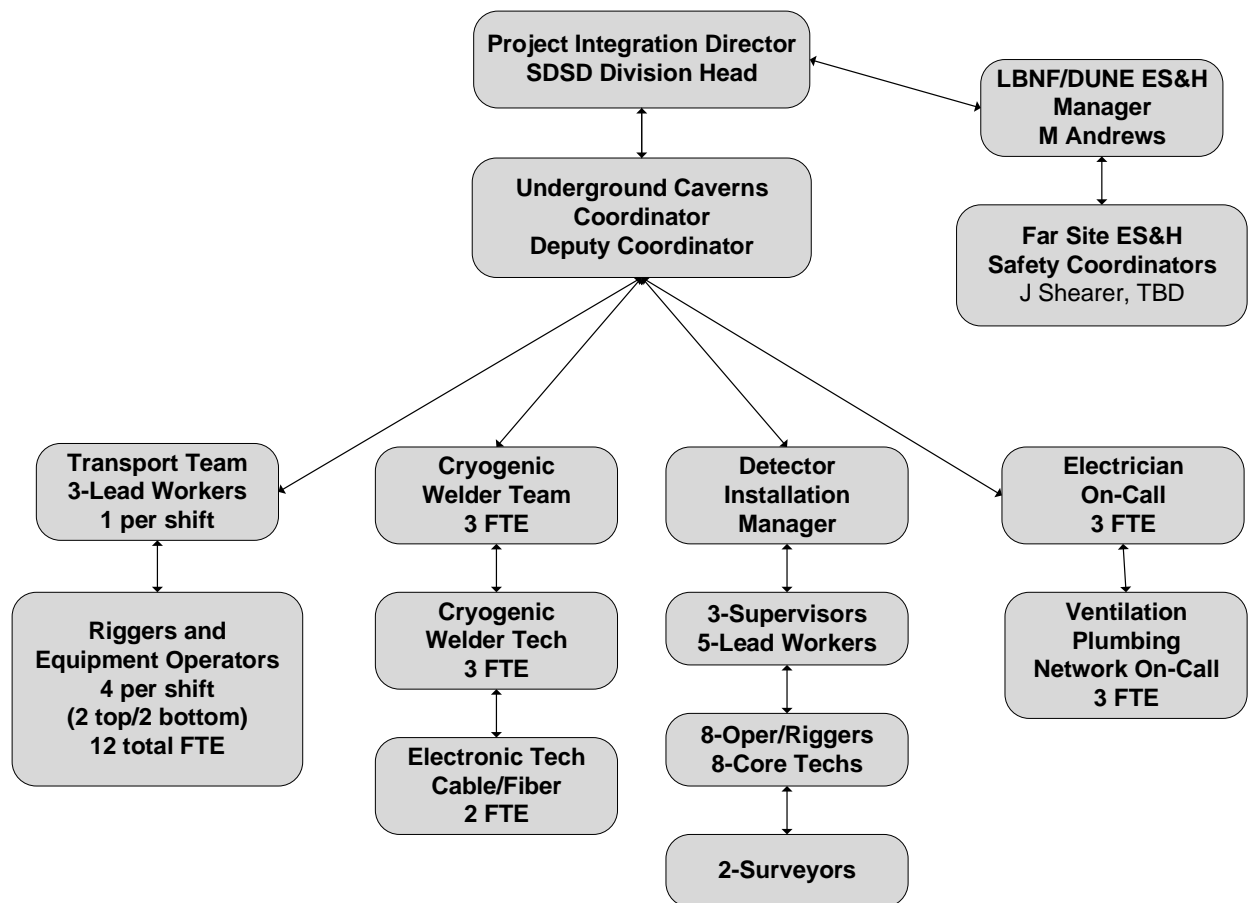 Project Integration Director
SDSD Division Head
LBNF/DUNE ES&H
Manager
M Andrews
Underground Caverns
Coordinator
Deputy Coordinator
Far Site ES&H
Safety Coordinators
J Shearer, TBD
Transport Team
3-Lead Workers
1 per shift
Cryogenic
Welder Team
3 FTE
Detector
Installation
Manager
Electrician
On-Call
3 FTE
Riggers and
Equipment Operators
4 per shift
(2 top/2 bottom)
12 total FTE
Cryogenic
Welder Tech
3 FTE
3-Supervisors
5-Lead Workers
Ventilation
Plumbing
Network On-Call
3 FTE
Electronic Tech
Cable/Fiber
2 FTE
8-Oper/Riggers
8-Core Techs
2-Surveyors